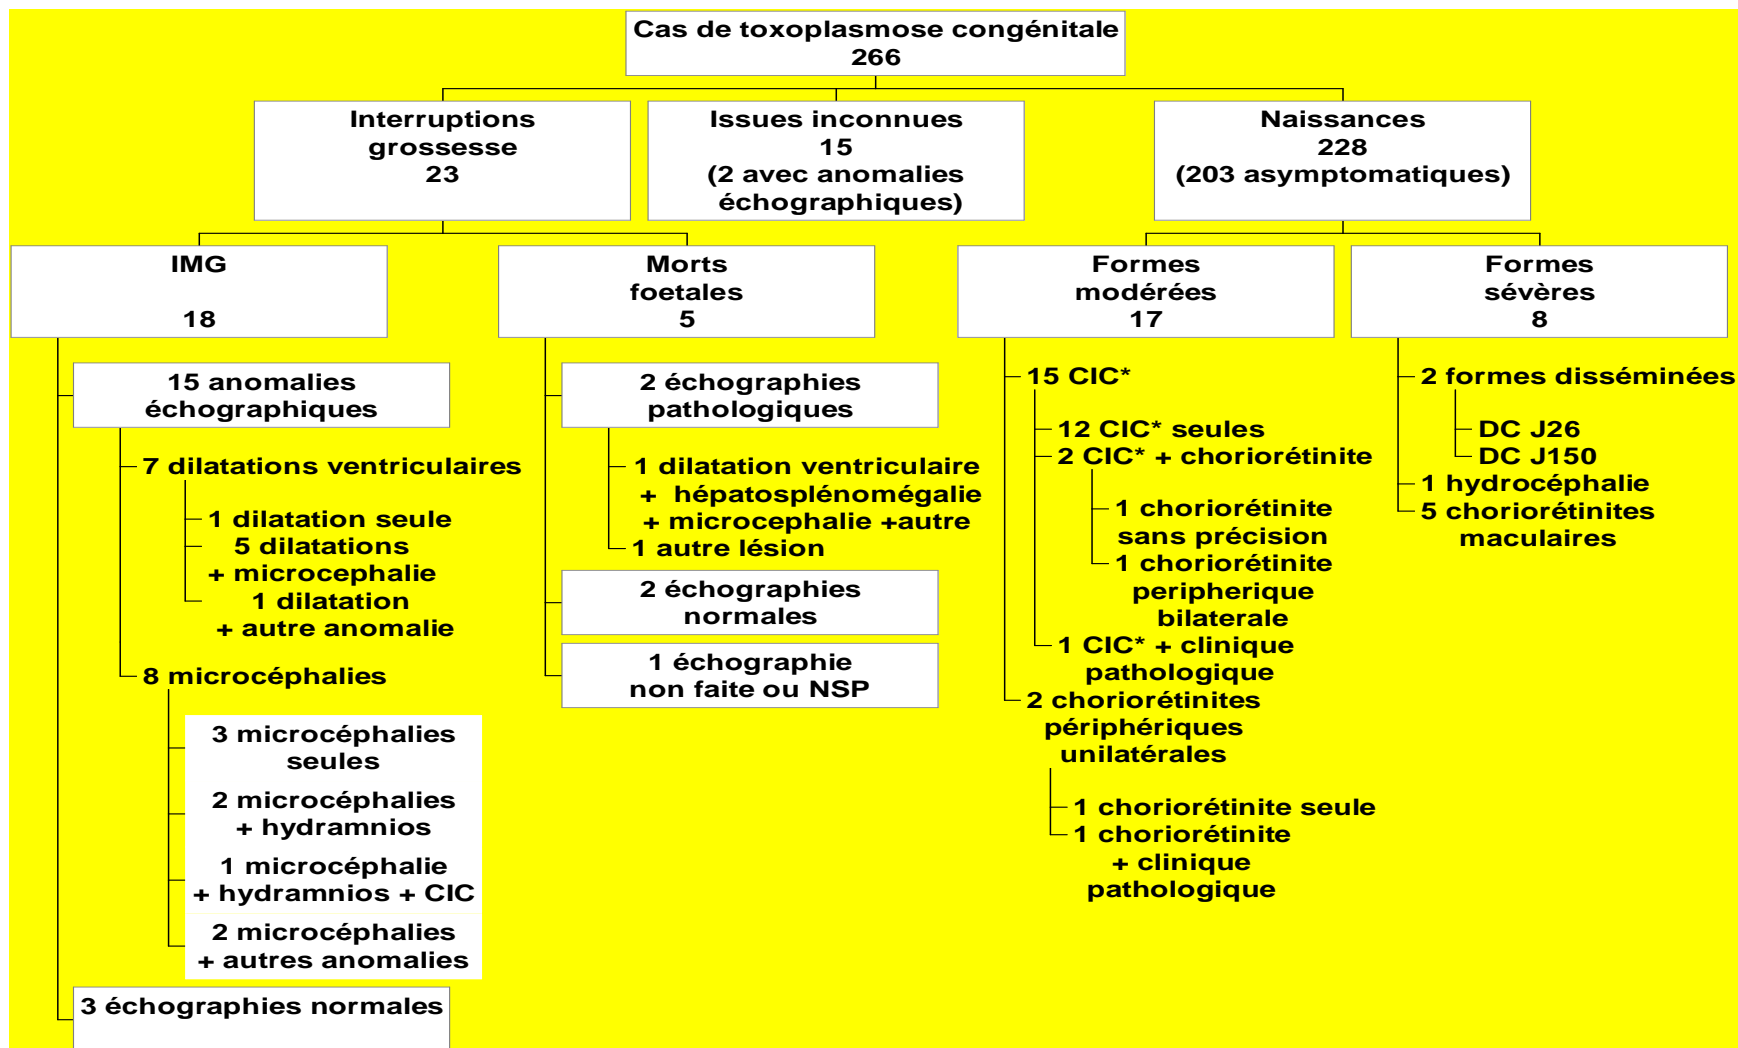 Cas de toxoplasmose congénitale
266
Interruptions
grossesse
23
Issues inconnues
15
(2 avec anomalies
échographiques)
Naissances
228
(203 asymptomatiques)
IMG
18
Morts
foetales
5
Formes
modérées
17
Formes
sévères
8
15 anomalies
échographiques
7 dilatations ventriculaires
1 dilatation seule
5 dilatations
+ microcephalie
1 dilatation
+ autre anomalie
8 microcéphalies
3 microcéphalies
seules
2 microcéphalies
+ hydramnios
1 microcéphalie
+ hydramnios + CIC
2 microcéphalies
+ autres anomalies
3 échographies normales
2 échographies
pathologiques
1 dilatation ventriculaire
+ hépatosplénomégalie
+ microcephalie +autre
1 autre lésion
2 échographies
normales
1 échographie
non faite ou NSP
15 CIC*
12 CIC* seules
2 CIC* + choriorétinite
1 choriorétinite
sans précision
1 choriorétinite
peripherique
bilaterale
1 CIC* + clinique
pathologique
2 choriorétinites
périphériques
unilatérales
1 choriorétinite seule
1 choriorétinite
+ clinique
pathologique
2 formes disséminées
DC J26
DC J150
1 hydrocéphalie
5 choriorétinites
maculaires